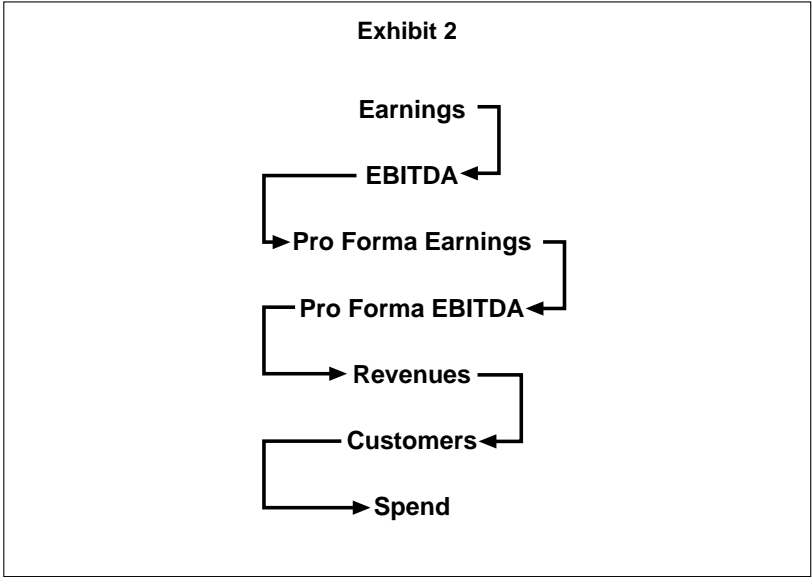 Exhibit 2
Earnings
EBITDA
Pro Forma Earnings
Pro Forma EBITDA
Revenues
Customers
Spend